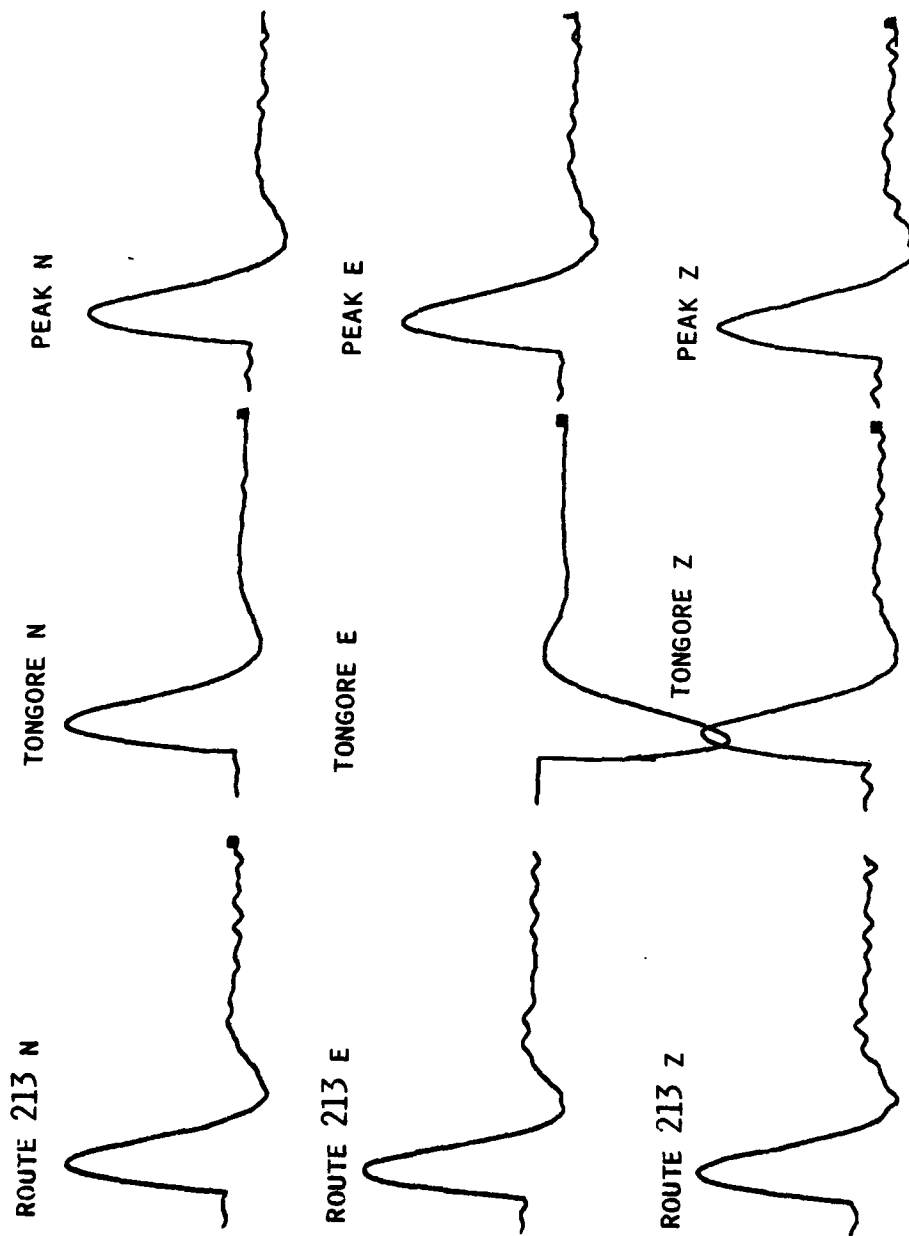 ROUTE 213 N
TONGORE N
PEAK N
ROUTE 213 E
TONGORE E
PEAK E
ROUTE 213 Z
TONGORE Z
PEAK Z